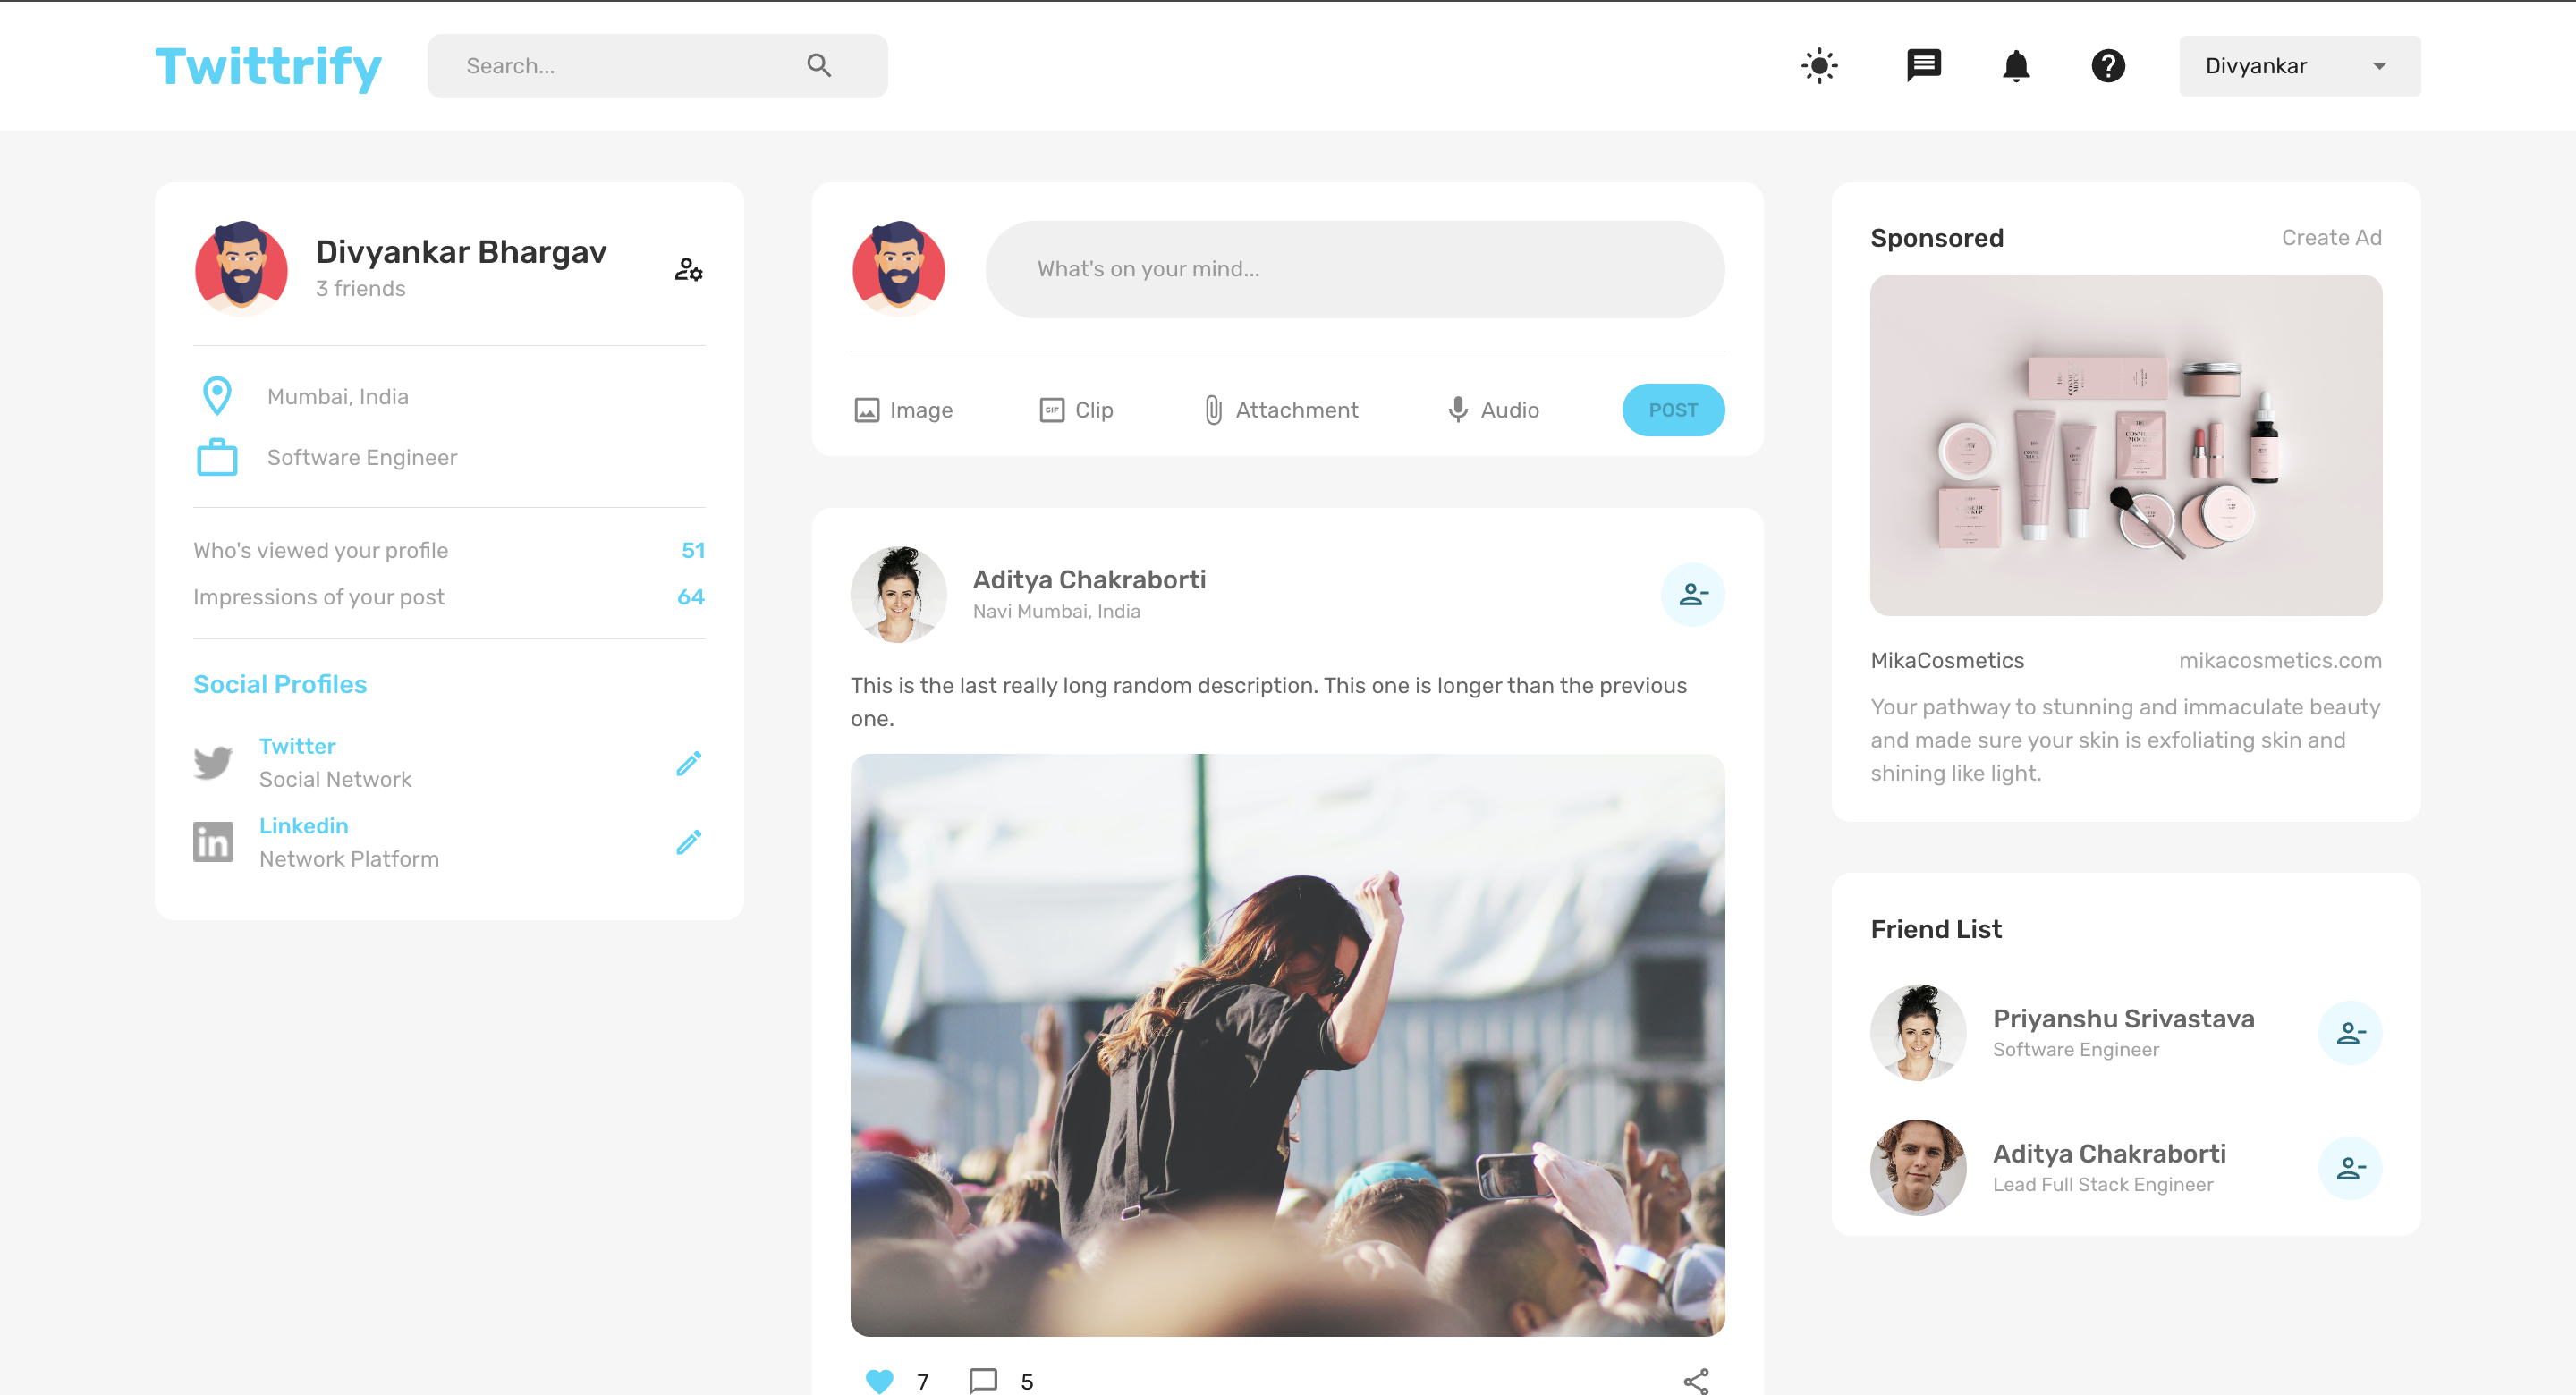 Twittrify
Search...
Divyankar
Divyankar Bhargav
3 friends
Mumbai, India
Software Engineer
Who's viewed your profile 51
Impressions of your post 64
Social Profiles
Twitter
Social Network
in
Linkedin
Network Platform
What's on your mind...
Image
GIF
Clip
Attachment
Audio
POST
Aditya Chakraborti
Navi Mumbai, India
This is the last really long random description. This one is longer than the previous
one.
7
5
Sponsored
Create Ad
MikaCosmetics
mikacosmetics.com
Your pathway to stunning and immaculate beauty
and made sure your skin is exfoliating skin and
shining like light.
Friend List
Priyanshu Srivastava
Software Engineer
Aditya Chakraborti
Lead Full Stack Engineer